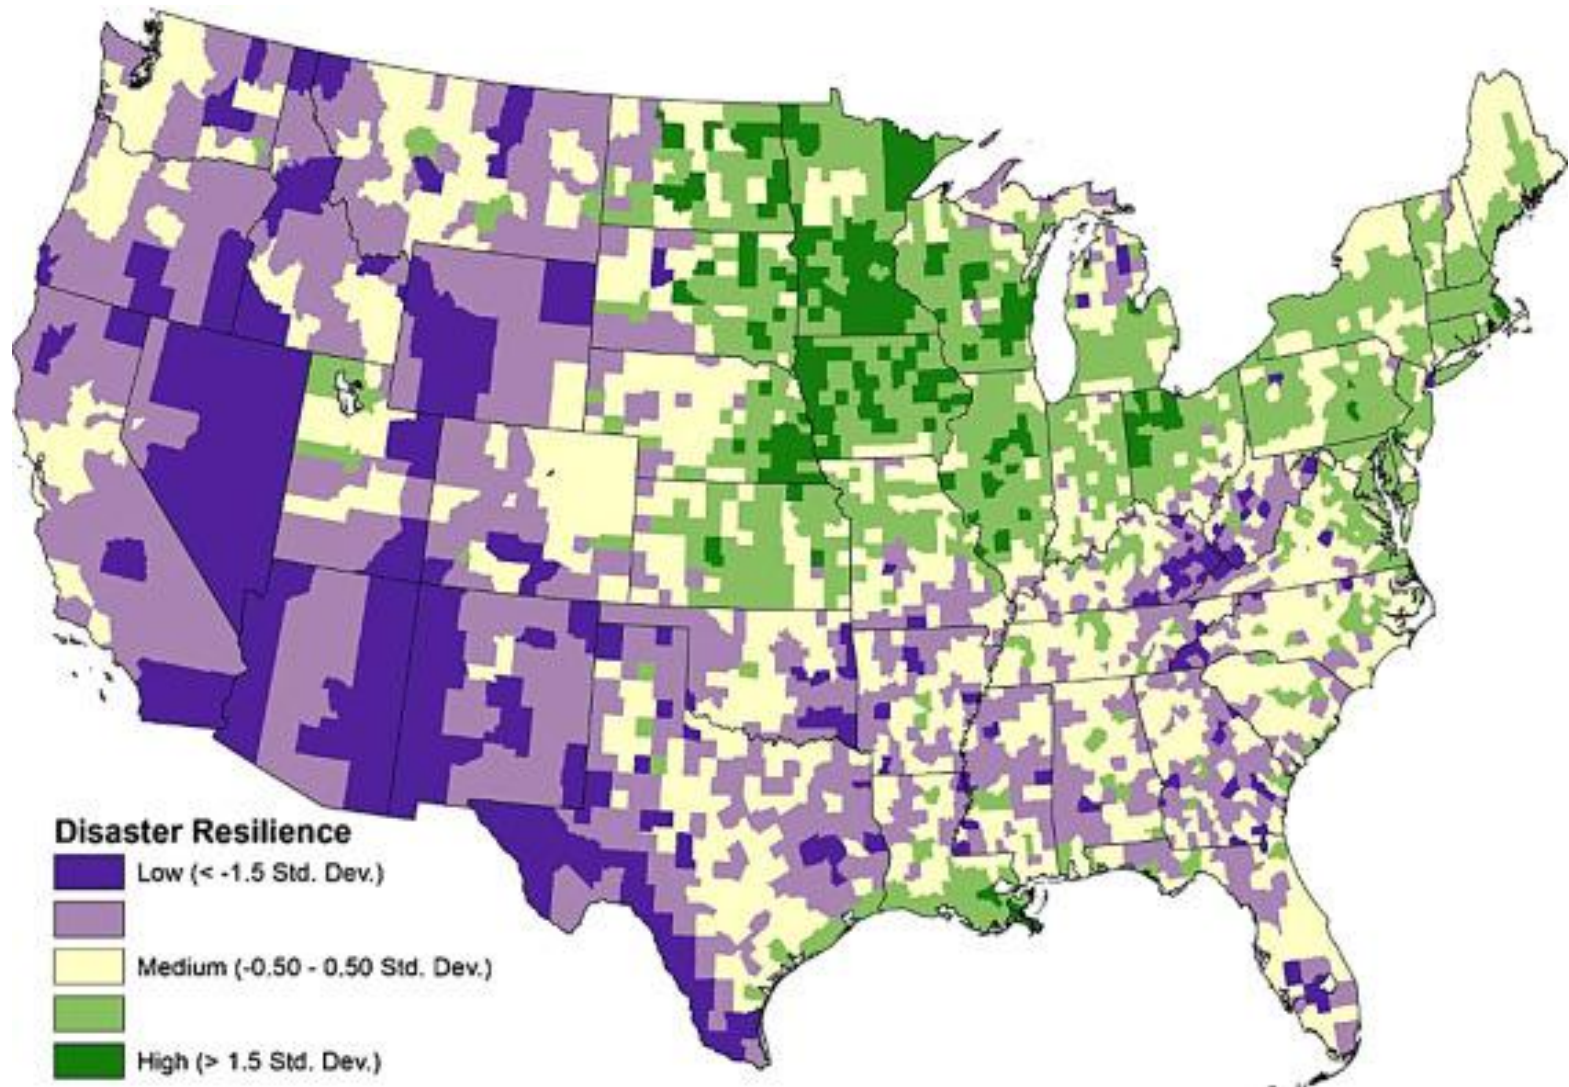 Disaster Resilience
Low (< -1.5 Std. Dev.)
Medium (-0.50 - 0.50 Std. Dev.)
High (> 1.5 Std. Dev.)